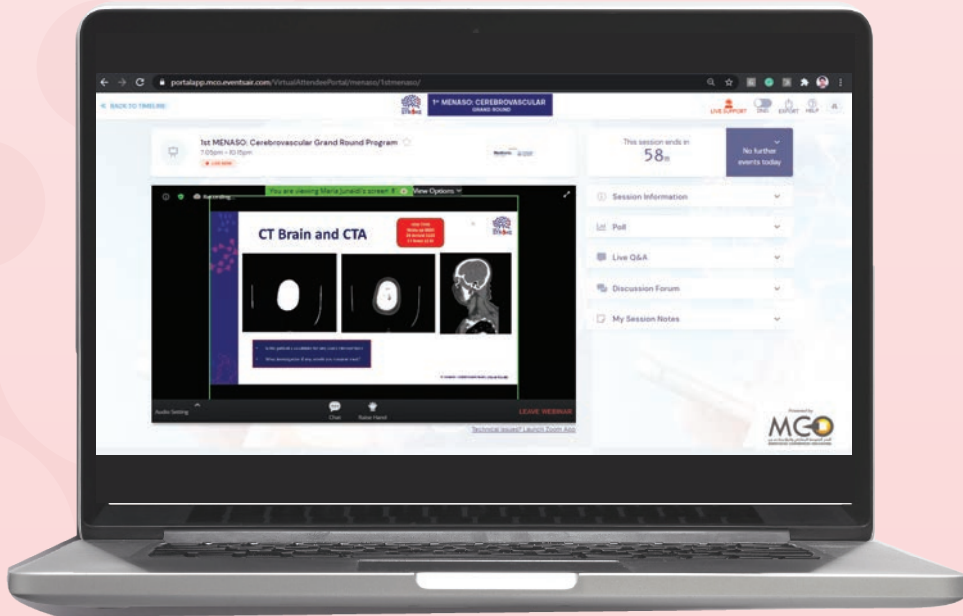 portalapp.mco.eventsair.com/VirtualAttendeePortal/menaso/1stmenaso/
BACK TO TIMELINE
1st MENASO: CEREBROVASCULAR
GRAND ROUND
LIVE SUPPORT
DND
EXPORT
HELP
1st MENASO: Cerebrovascular Grand Round Program
7:05pm - 10:15pm
LIVE NOW
This session ends in
58m
No further
events today
Recording...
You are viewing Maria Junaidi's screen
View Options
CT Brain and CTA
Session Information
Poll
Live Q&A
Discussion Forum
My Session Notes
Audio Setting
Chat
Raise Hand
LEAVE WEBINAR
Technical issues? Launch Zoom App
Powered by
MCO